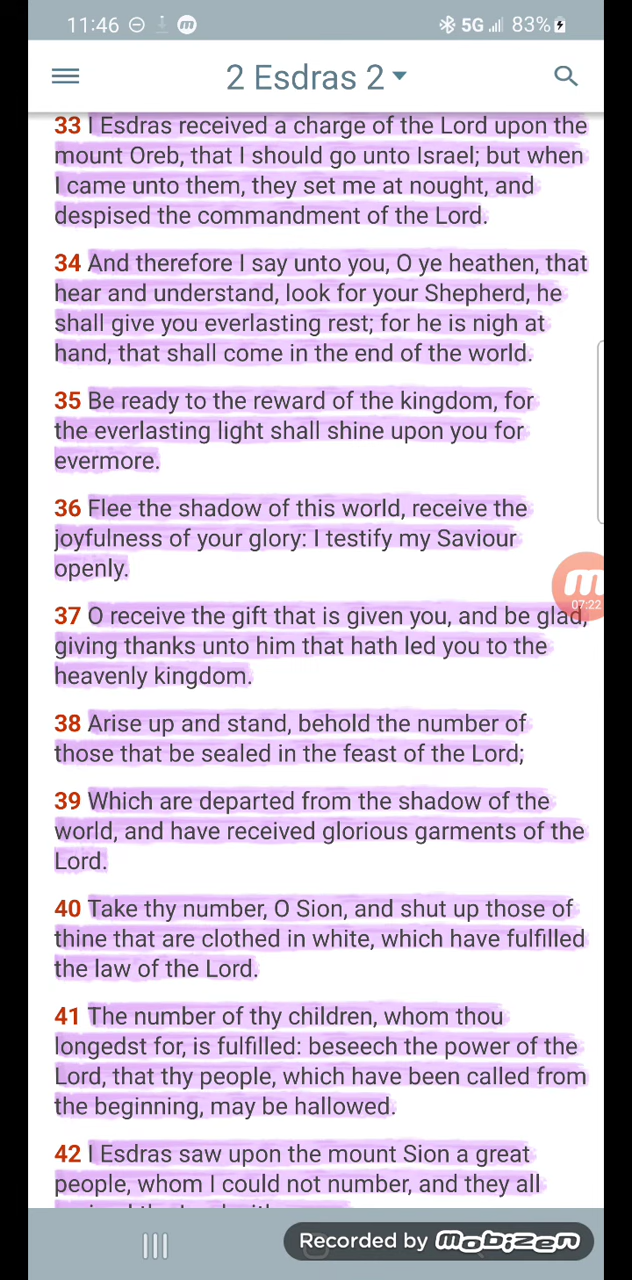 11:46 5G 83%
2 Esdras 2
33 I Esdras received a charge of the Lord upon the
mount Oreb, that I should go unto Israel; but when
I came unto them, they set me at nought, and
despised the commandment of the Lord.
34 And therefore I say unto you, O ye heathen, that
hear and understand, look for your Shepherd, he
shall give you everlasting rest; for he is nigh at
hand, that shall come in the end of the world.
35 Be ready to the reward of the kingdom, for
the everlasting light shall shine upon you for
evermore.
36 Flee the shadow of this world, receive the
joyfulness of your glory: I testify my Saviour
openly.
07:22
37 O receive the gift that is given you, and be glad,
giving thanks unto him that hath led you to the
heavenly kingdom.
38 Arise up and stand, behold the number of
those that be sealed in the feast of the Lord;
39 Which are departed from the shadow of the
world, and have received glorious garments of the
Lord.
40 Take thy number, O Sion, and shut up those of
thine that are clothed in white, which have fulfilled
the law of the Lord.
41 The number of thy children, whom thou
longedst for, is fulfilled: beseech the power of the
Lord, that thy people, which have been called from
the beginning, may be hallowed.
42 I Esdras saw upon the mount Sion a great
people, whom I could not number, and they all
Recorded by mobizen